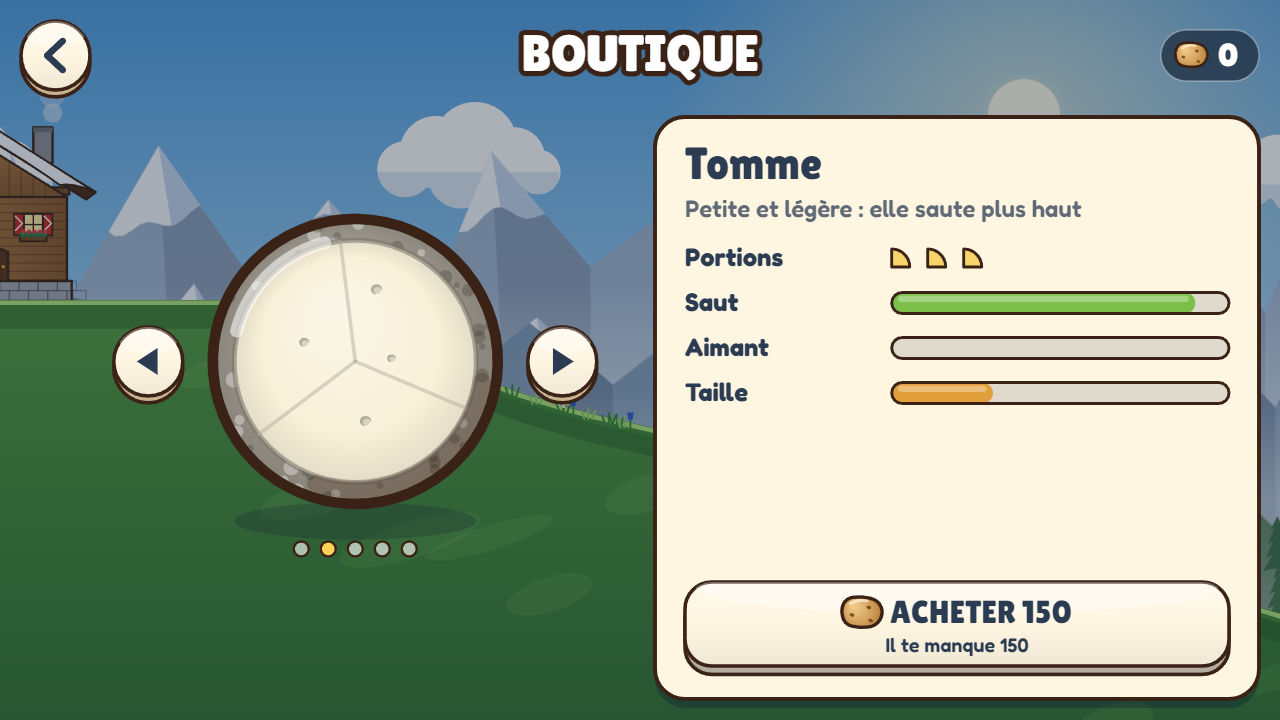 BOUTIQUE
0
Tomme
Petite et légère : elle saute plus haut
Portions
Saut
Aimant
Taille
ACHETER 150
Il te manque 150